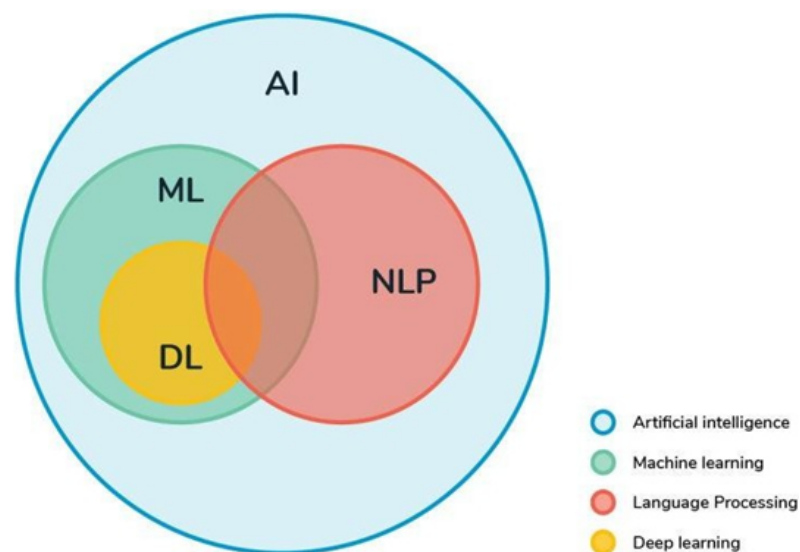 AI
ML
NLP
DL
Artificial intelligence
Machine learning
Language Processing
Deep learning